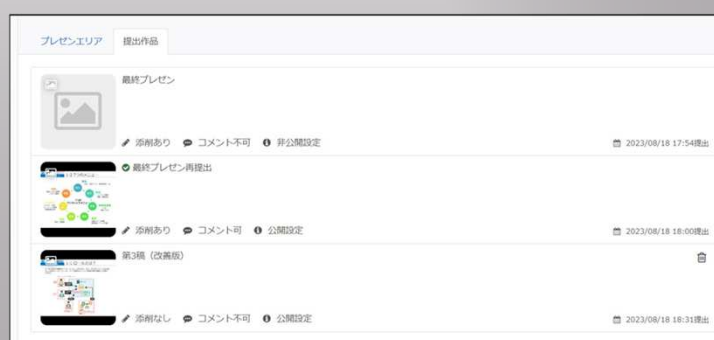 プレゼンエリア 提出作品
最終プレゼン
添削あり コメント不可 非公開設定 2023/08/18 17:54提出
最終プレゼン再提出
添削あり コメント可 公開設定 2023/08/18 18:00提出
第3稿（改善版）
添削なし コメント不可 公開設定 2023/08/18 18:31提出